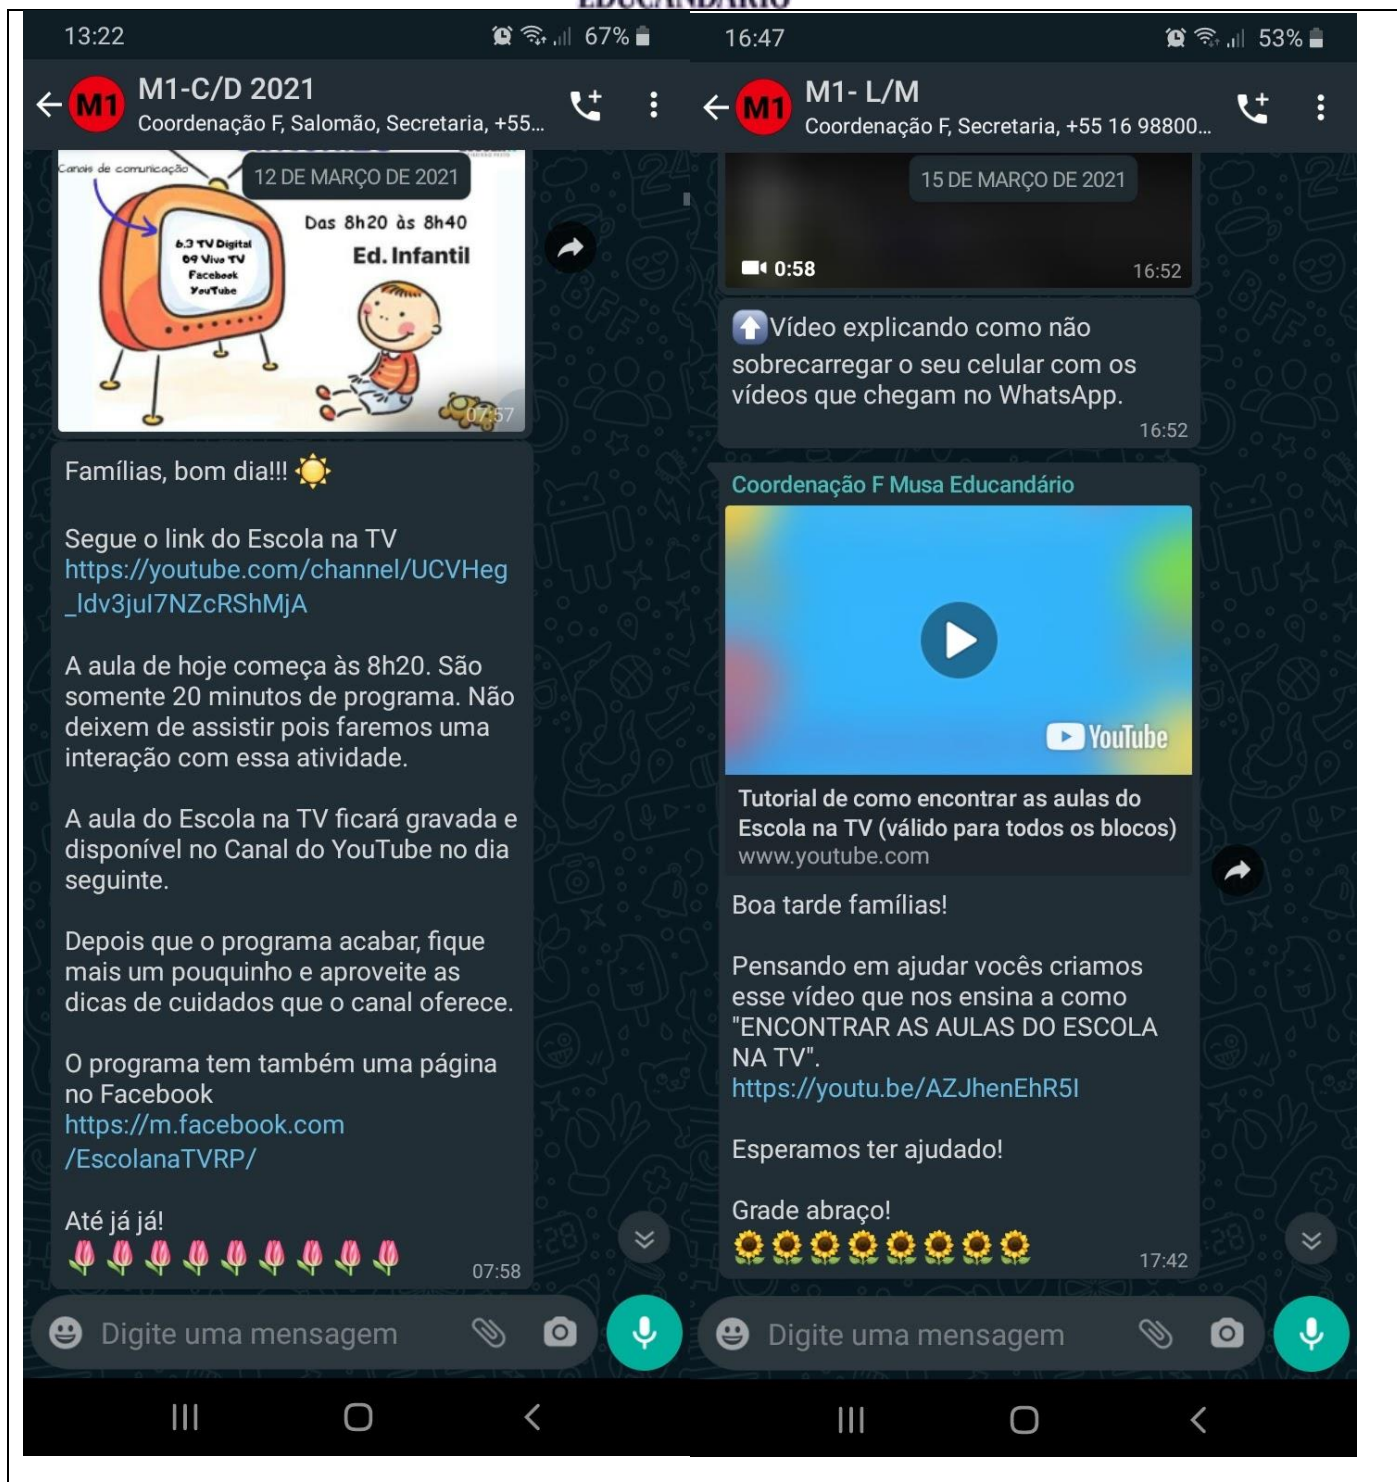 EDUCANDÁRIO
13:22
67%
M1
M1-C/D 2021
Coordenação F, Salomão, Secretaria, +55...
12 DE MARÇO DE 2021
Canais de comunicação
6.3 TV Digital
09 Vivo TV
Facebook
YouTube
Das 8h20 às 8h40
Ed. Infantil
07:57
Famílias, bom dia!!!
Segue o link do Escola na TV
https://youtube.com/channel/UCVHeg
_ldv3juI7NZcRShMjA
A aula de hoje começa às 8h20. São
somente 20 minutos de programa. Não
deixem de assistir pois faremos uma
interação com essa atividade.
A aula do Escola na TV ficará gravada e
disponível no Canal do YouTube no dia
seguinte.
Depois que o programa acabar, fique
mais um pouquinho e aproveite as
dicas de cuidados que o canal oferece.
O programa tem também uma página
no Facebook
https://m.facebook.com
/EscolanaTVRP/
Até já já!
07:58
Digite uma mensagem
16:47
53%
M1
M1- L/M
Coordenação F, Secretaria, +55 16 98800...
15 DE MARÇO DE 2021
0:58
16:52
Vídeo explicando como não
sobrecarregar o seu celular com os
vídeos que chegam no WhatsApp.
16:52
Coordenação F Musa Educandário
YouTube
Tutorial de como encontrar as aulas do
Escola na TV (válido para todos os blocos)
www.youtube.com
Boa tarde famílias!
Pensando em ajudar vocês criamos
esse vídeo que nos ensina a como
"ENCONTRAR AS AULAS DO ESCOLA
NA TV".
https://youtu.be/AZJhenEhR5I
Esperamos ter ajudado!
Grade abraço!
17:42
Digite uma mensagem